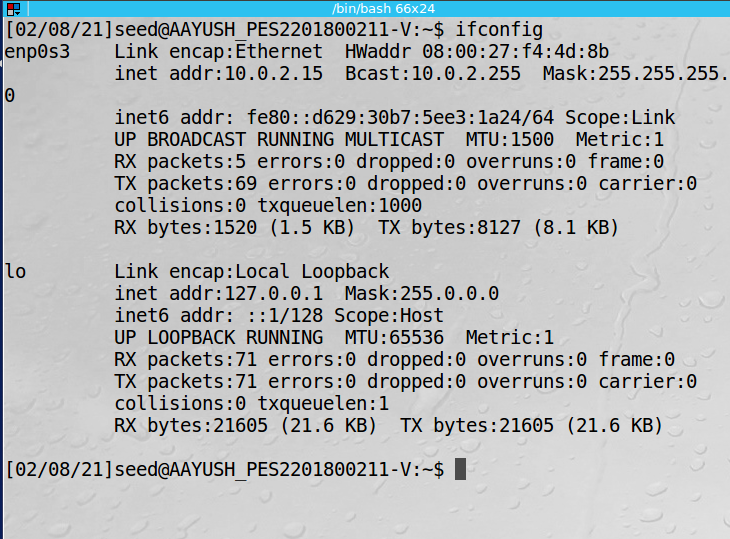 /bin/bash 66x24
[02/08/21]seed@AAYUSH_PES2201800211-V:~$ ifconfig
enp0s3    Link encap:Ethernet  HWaddr 08:00:27:f4:4d:8b
          inet addr:10.0.2.15  Bcast:10.0.2.255  Mask:255.255.255.
0
          inet6 addr: fe80::d629:30b7:5ee3:1a24/64 Scope:Link
          UP BROADCAST RUNNING MULTICAST  MTU:1500  Metric:1
          RX packets:5 errors:0 dropped:0 overruns:0 frame:0
          TX packets:69 errors:0 dropped:0 overruns:0 carrier:0
          collisions:0 txqueuelen:1000
          RX bytes:1520 (1.5 KB)  TX bytes:8127 (8.1 KB)

lo        Link encap:Local Loopback
          inet addr:127.0.0.1  Mask:255.0.0.0
          inet6 addr: ::1/128 Scope:Host
          UP LOOPBACK RUNNING  MTU:65536  Metric:1
          RX packets:71 errors:0 dropped:0 overruns:0 frame:0
          TX packets:71 errors:0 dropped:0 overruns:0 carrier:0
          collisions:0 txqueuelen:1
          RX bytes:21605 (21.6 KB)  TX bytes:21605 (21.6 KB)

[02/08/21]seed@AAYUSH_PES2201800211-V:~$